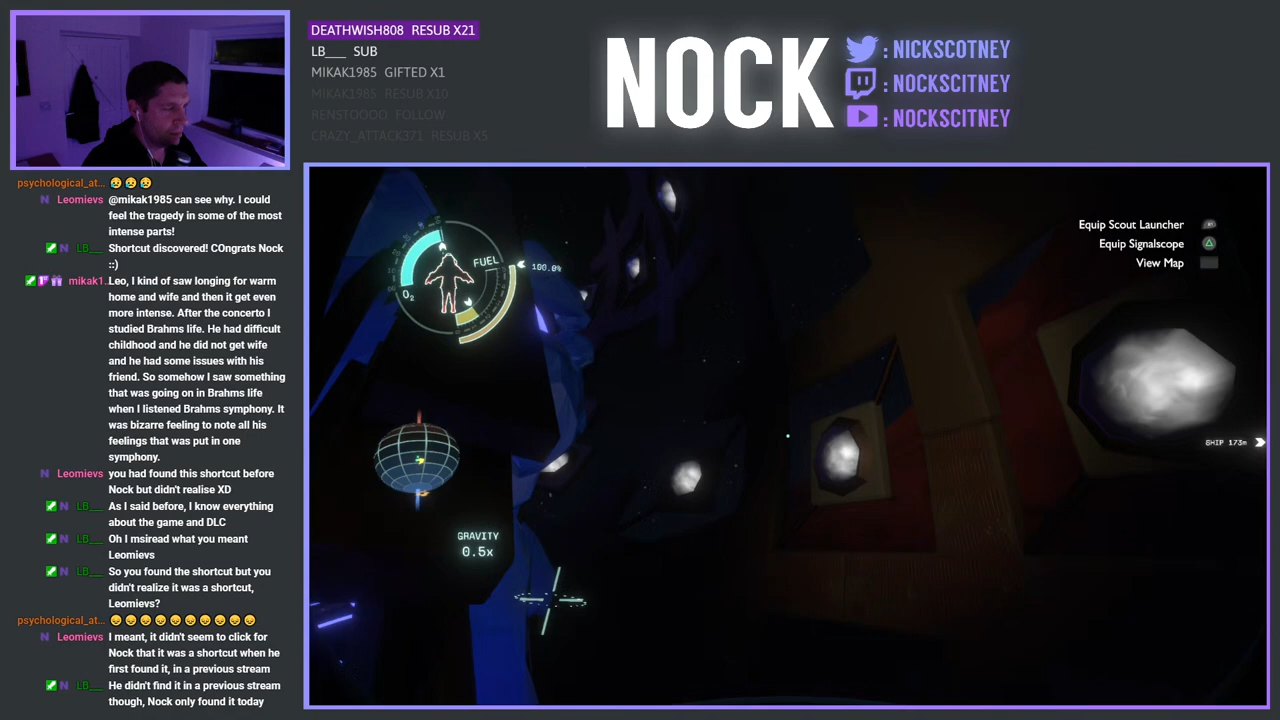 DEATHWISH808 RESUB X21
LB___ SUB
MIKAK1985 GIFTED X1
MIKAK1985 RESUB X10
RENSTOOOO FOLLOW
CRAZY_ATTACK371 RESUB X5
NOCK
: NICKSCOTNEY
: NOCKSCITNEY
: NOCKSCITNEY
psychological_at...
N Leomievs @mikak1985 can see why. I could
feel the tragedy in some of the most
intense parts!
N LB___ Shortcut discovered! COngrats Nock
:)
mikak1... Leo, I kind of saw longing for warm
home and wife and then it get even
more intense. After the concerto I
studied Brahms life. He had difficult
childhood and he did not get wife
and he had some issues with his
friend. So somehow I saw something
that was going on in Brahms life
when I listened Brahms symphony. It
was bizarre feeling to note all his
feelings that was put in one
symphony.
N Leomievs you had found this shortcut before
Nock but didn't realise XD
N LB___ As I said before, I know everything
about the game and DLC
N LB___ Oh I msiread what you meant
Leomievs
N LB___ So you found the shortcut but you
didn't realize it was a shortcut,
Leomievs?
psychological_at...
N Leomievs I meant, it didn't seem to click for
Nock that it was a shortcut when he
first found it, in a previous stream
N LB___ He didn't find it in a previous stream
though, Nock only found it today
FUEL
100.0%
O2
GRAVITY
0.5x
Equip Scout Launcher
Equip Signalscope
View Map
SHIP 173m